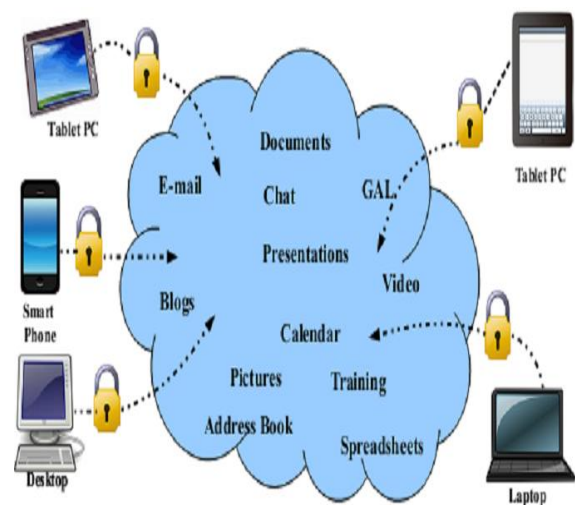 Tablet PC
Documents
E-mail
Chat
GAL
Tablet PC
Presentations
Video
Smart
Phone
Blogs
Calendar
Pictures
Training
Address Book
Spreadsheets
Desktop
Laptop